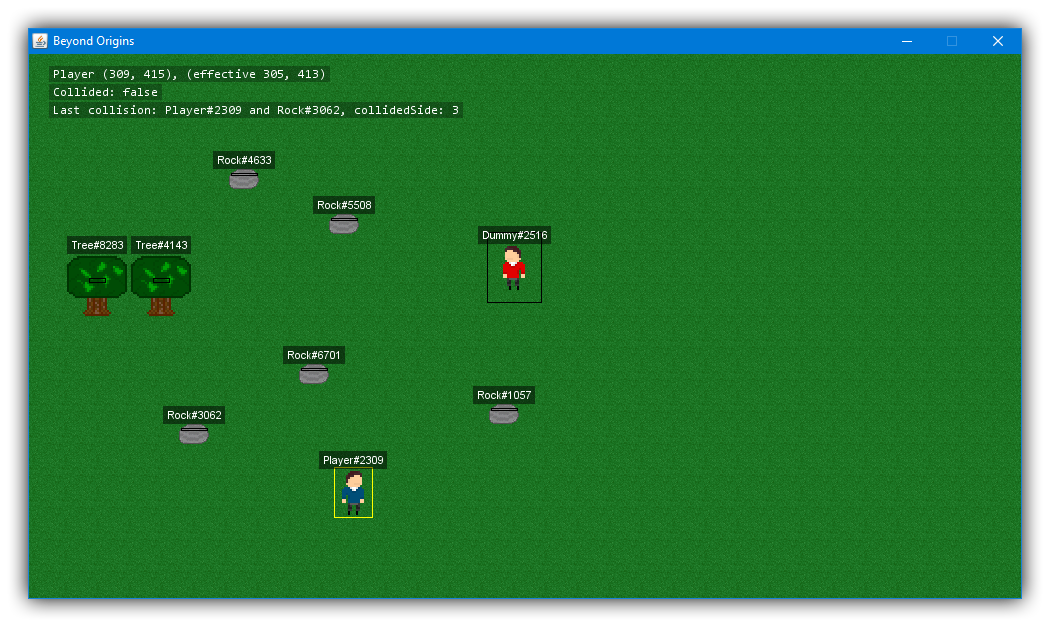 Beyond Origins
Player (309, 415), (effective 305, 413)
Collided: false
Last collision: Player#2309 and Rock#3062, collidedSide: 3
Rock#4633
Rock#5508
Dummy#2516
Tree#8283 Tree#4143
Rock#6701
Rock#1057
Rock#3062
Player#2309